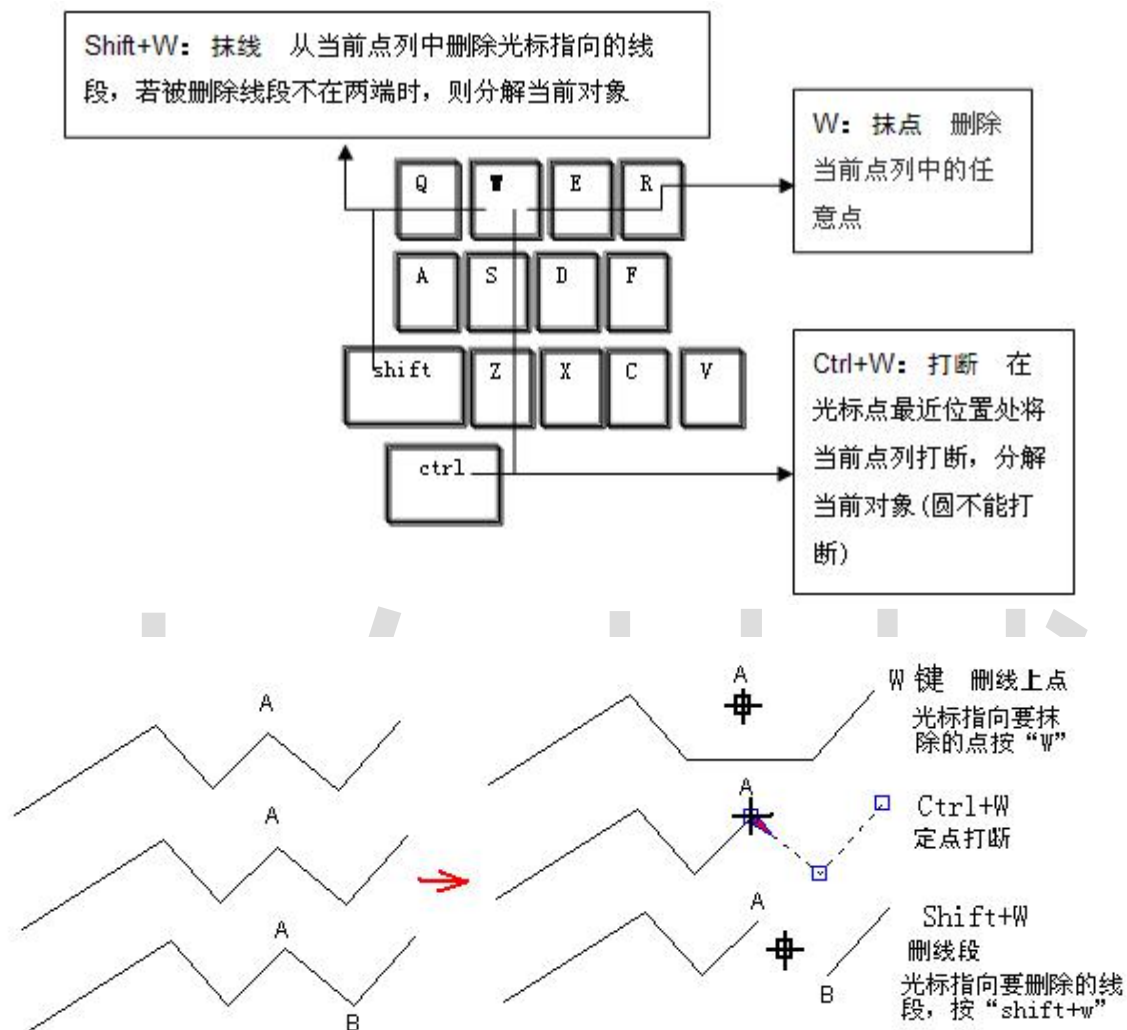 Shift+W: 抹线 从当前点列中删除光标指向的线
段，若被删除线段不在两端时，则分解当前对象
W: 抹点 删除
当前点列中的任
意点
Q W E R
A S D F
shift Z X C V
ctrl
Ctrl+W: 打断 在
光标点最近位置处将
当前点列打断，分解
当前对象(圆不能打
断)
A
A
W 键 删线上点
光标指向要抹
除的点按“W”
A
A
Ctrl+W
定点打断
A
B
A
B
Shift+W
删线段
光标指向要删除的线
段，按“shift+w”